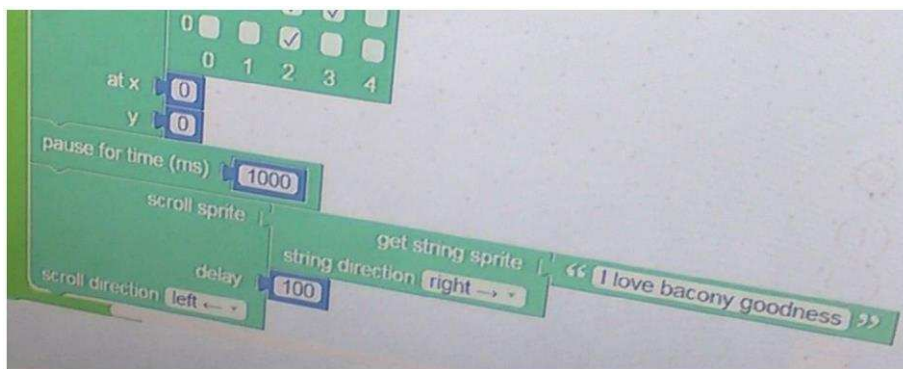 0
0 1 2 3 4
at x 0
y 0
pause for time (ms) 1000
scroll sprite get string sprite “ I love bacony goodness ”
string direction right →
delay 100
scroll direction left ←